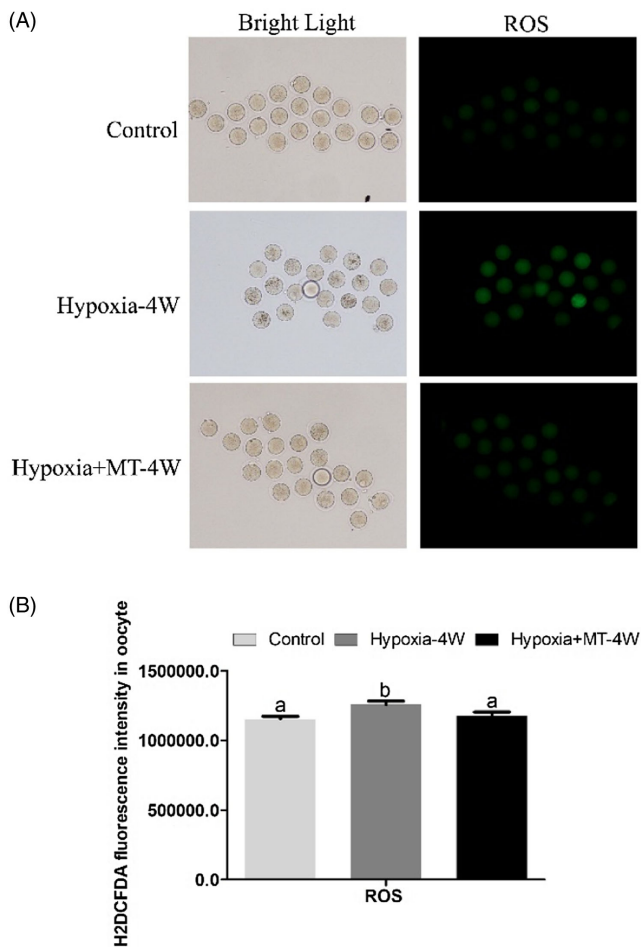 (A)
Bright Light ROS
Control
Hypoxia-4W
Hypoxia+MT-4W
(B)
H2DCFDA fluorescence intensity in oocyte
Control Hypoxia-4W Hypoxia+MT-4W
1500000.0
1000000.0
500000.0
0.0
a b a
ROS